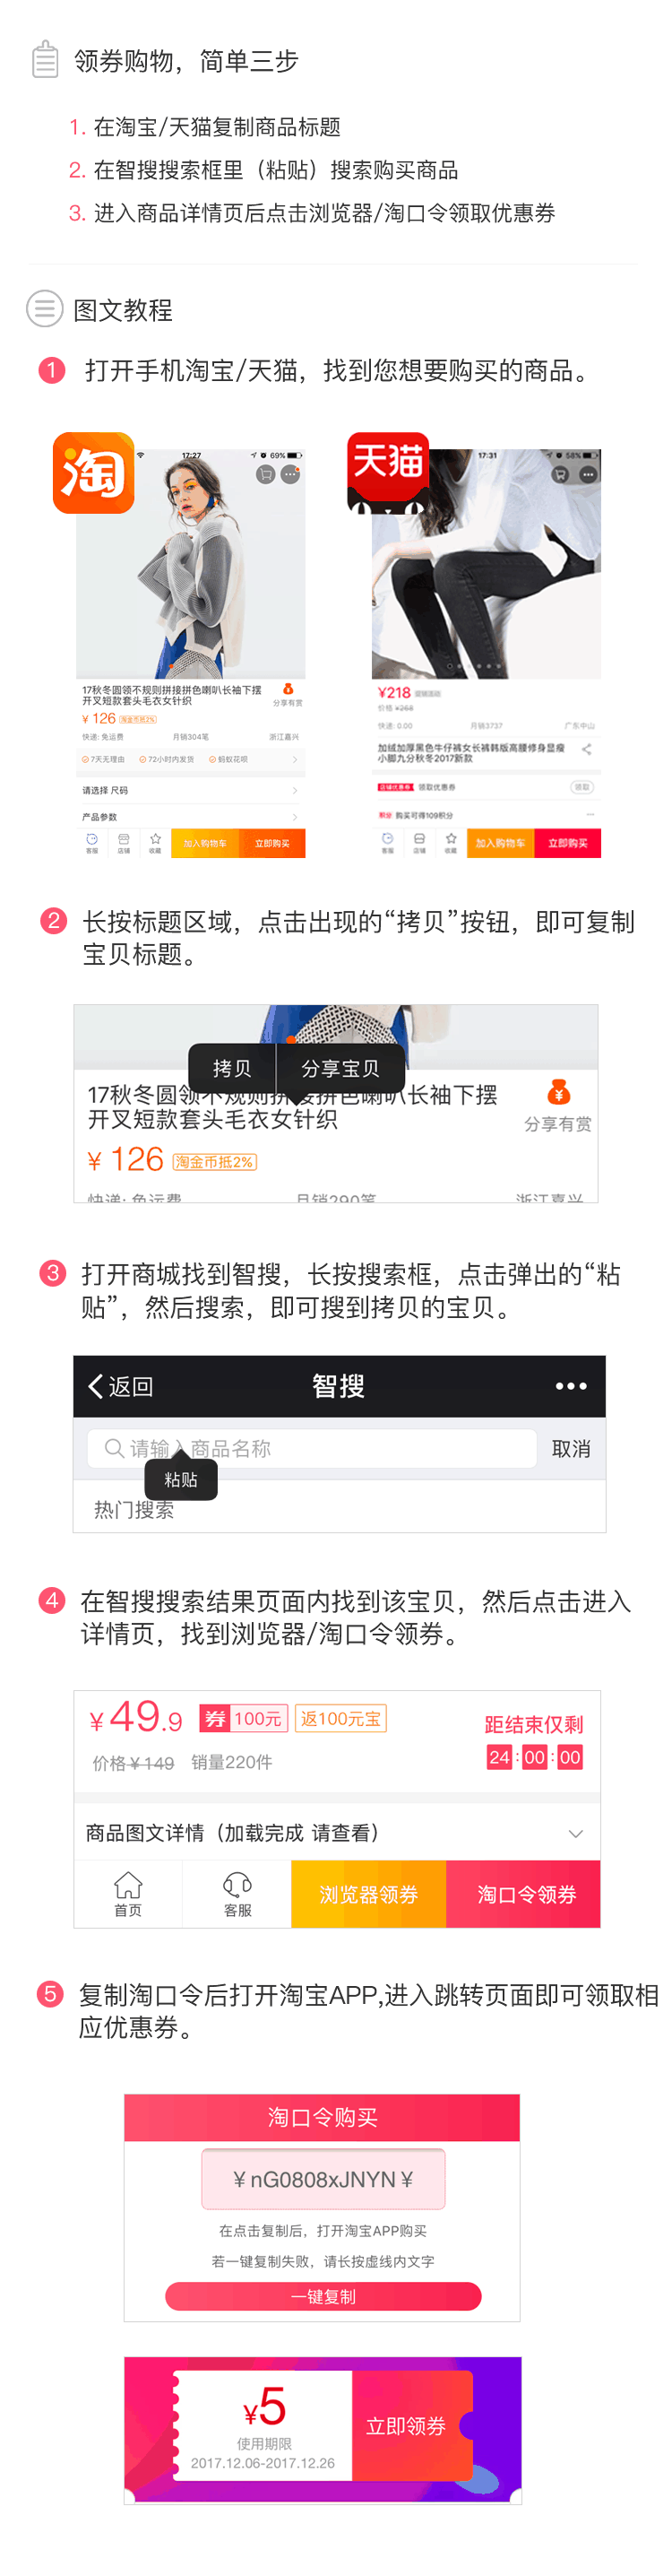 领券购物，简单三步
1. 在淘宝/天猫复制商品标题
2. 在智搜搜索框里（粘贴）搜索购买商品
3. 进入商品详情页后点击浏览器/淘口令领取优惠券
图文教程
1 打开手机淘宝/天猫，找到您想要购买的商品。
淘
17:27
69%
17秋冬圆领不规则拼接拼色喇叭长袖下摆
开叉短款套头毛衣女针织
分享有赏
¥ 126 淘金币抵2%
快递: 免运费 月销304笔 浙江嘉兴
7天无理由 72小时内发货 蚂蚁花呗
请选择 尺码
产品参数
客服 店铺 收藏 加入购物车 立即购买
天猫
17:31
58%
¥218 促销活动
价格 ¥268
快递: 0.00 月销3737 广东中山
加绒加厚黑色牛仔裤女长裤韩版高腰修身显瘦
小脚九分秋冬2017新款
店铺优惠券 领取优惠券 领取
积分 购买可得109积分
客服 店铺 收藏 加入购物车 立即购买
2 长按标题区域，点击出现的“拷贝”按钮，即可复制
宝贝标题。
拷贝 分享宝贝
17秋冬圆领不规则拼接拼色喇叭长袖下摆
开叉短款套头毛衣女针织
分享有赏
¥ 126 淘金币抵2%
快递: 免运费 月销290笔 浙江嘉兴
3 打开商城找到智搜，长按搜索框，点击弹出的“粘
贴”，然后搜索，即可搜到拷贝的宝贝。
返回 智搜
请输入商品名称 取消
粘贴
热门搜索
4 在智搜搜索结果页面内找到该宝贝，然后点击进入
详情页，找到浏览器/淘口令领券。
¥49.9 券 100元 返100元宝 距结束仅剩
价格¥149 销量220件 24:00:00
商品图文详情（加载完成 请查看）
首页 客服 浏览器领券 淘口令领券
5 复制淘口令后打开淘宝APP,进入跳转页面即可领取相
应优惠券。
淘口令购买
¥nG0808xJNYN¥
在点击复制后，打开淘宝APP购买
若一键复制失败，请长按虚线内文字
一键复制
¥5
立即领券
使用期限
2017.12.06-2017.12.26